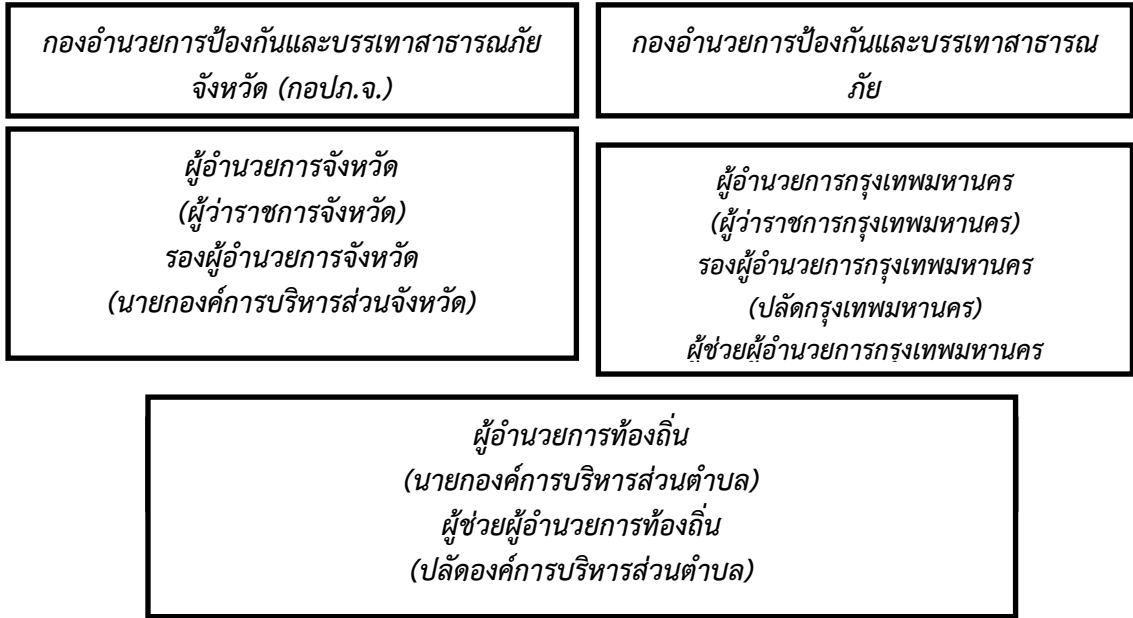 กองอำนวยการป้องกันและบรรเทาสาธารณภัย
จังหวัด (กอปภ.จ.)
กองอำนวยการป้องกันและบรรเทาสาธารณ
ภัย
ผู้อำนวยการจังหวัด
(ผู้ว่าราชการจังหวัด)
รองผู้อำนวยการจังหวัด
(นายกองค์การบริหารส่วนจังหวัด)
ผู้อำนวยการกรุงเทพมหานคร
(ผู้ว่าราชการกรุงเทพมหานคร)
รองผู้อำนวยการกรุงเทพมหานคร
(ปลัดกรุงเทพมหานคร)
ผู้ช่วยผู้อำนวยการกรุงเทพมหานคร
ผู้อำนวยการท้องถิ่น
(นายกองค์การบริหารส่วนตำบล)
ผู้ช่วยผู้อำนวยการท้องถิ่น
(ปลัดองค์การบริหารส่วนตำบล)